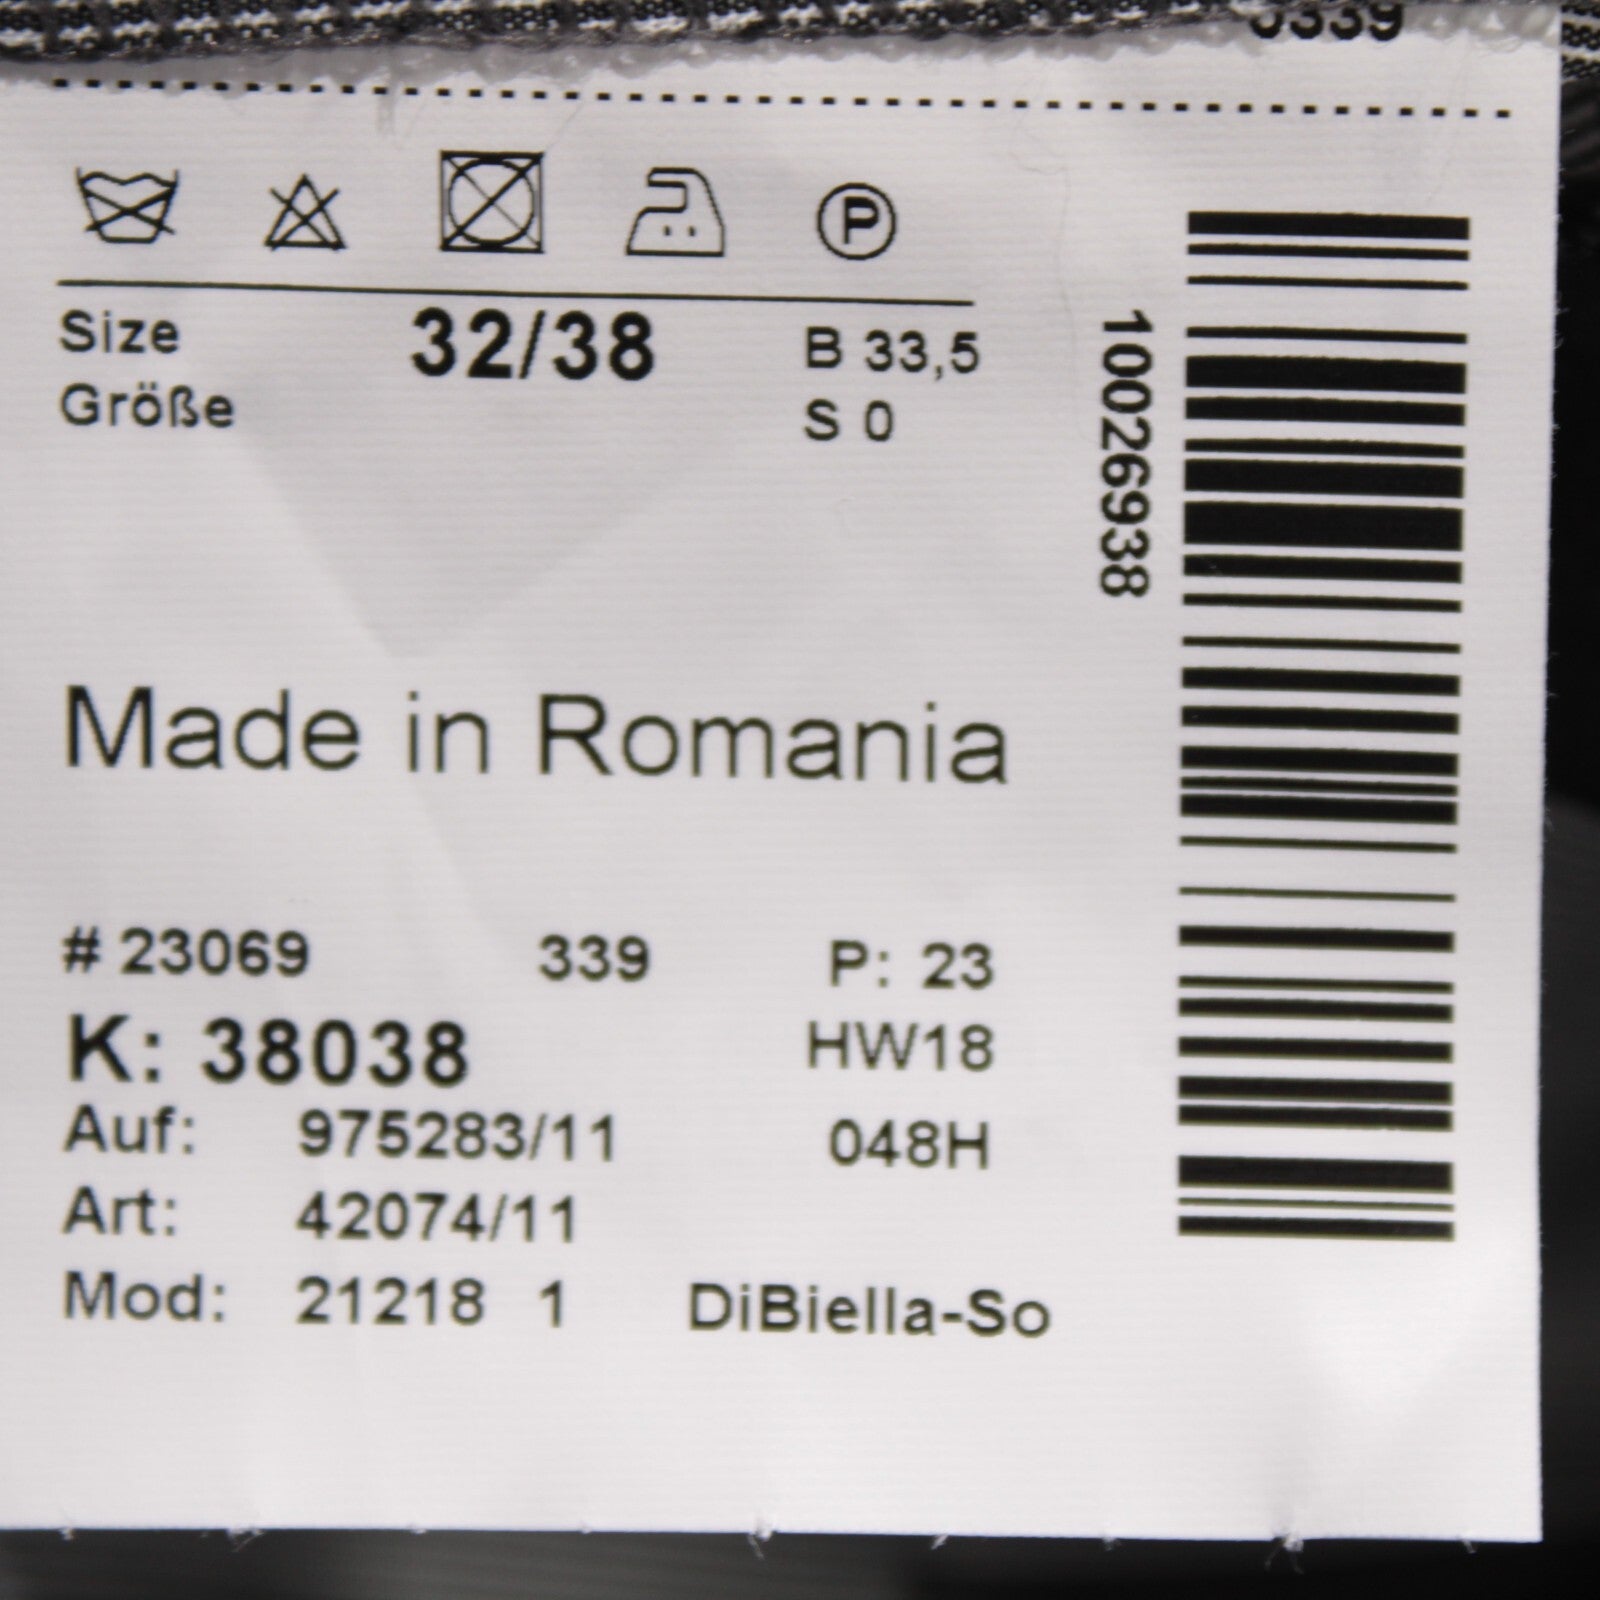 P
Size 32/38 B 33,5
Größe S 0
10026938
Made in Romania
# 23069 339 P: 23
K: 38038 HW18
Auf: 975283/11 048H
Art: 42074/11
Mod: 21218 1 DiBiella-So